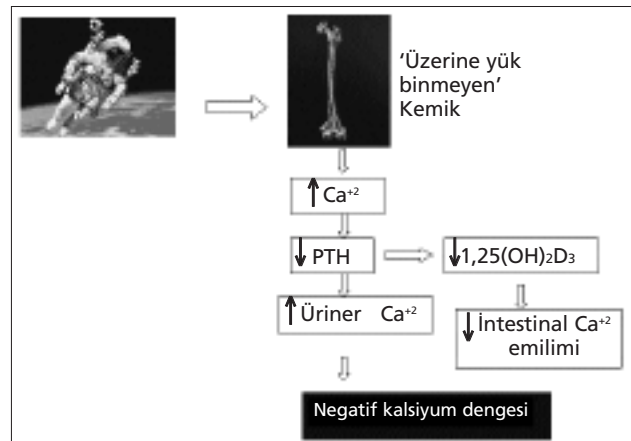 'Üzerine yük
binmeyen'
Kemik
↑ Ca⁺²
↓ PTH
↓ 1,25(OH)₂D₃
↑ Üriner Ca⁺²
↓ İntestinal Ca⁺²
emilimi
Negatif kalsiyum dengesi